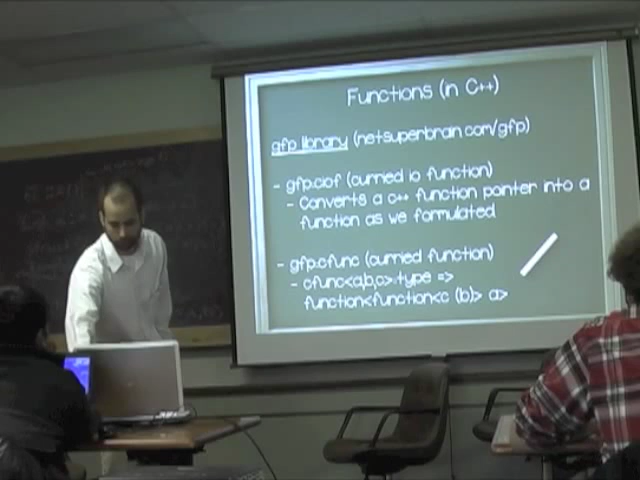 Functions (in C++)
gfp library (netsuperbrain.com/gfp)
- gfp.ciof (curried io function)
- Converts a c++ function pointer into a
function as we formulated
- gfp.cfunc (curried function)
- cfunc<a,b,c>::type =>
function<function<c (b)> a>